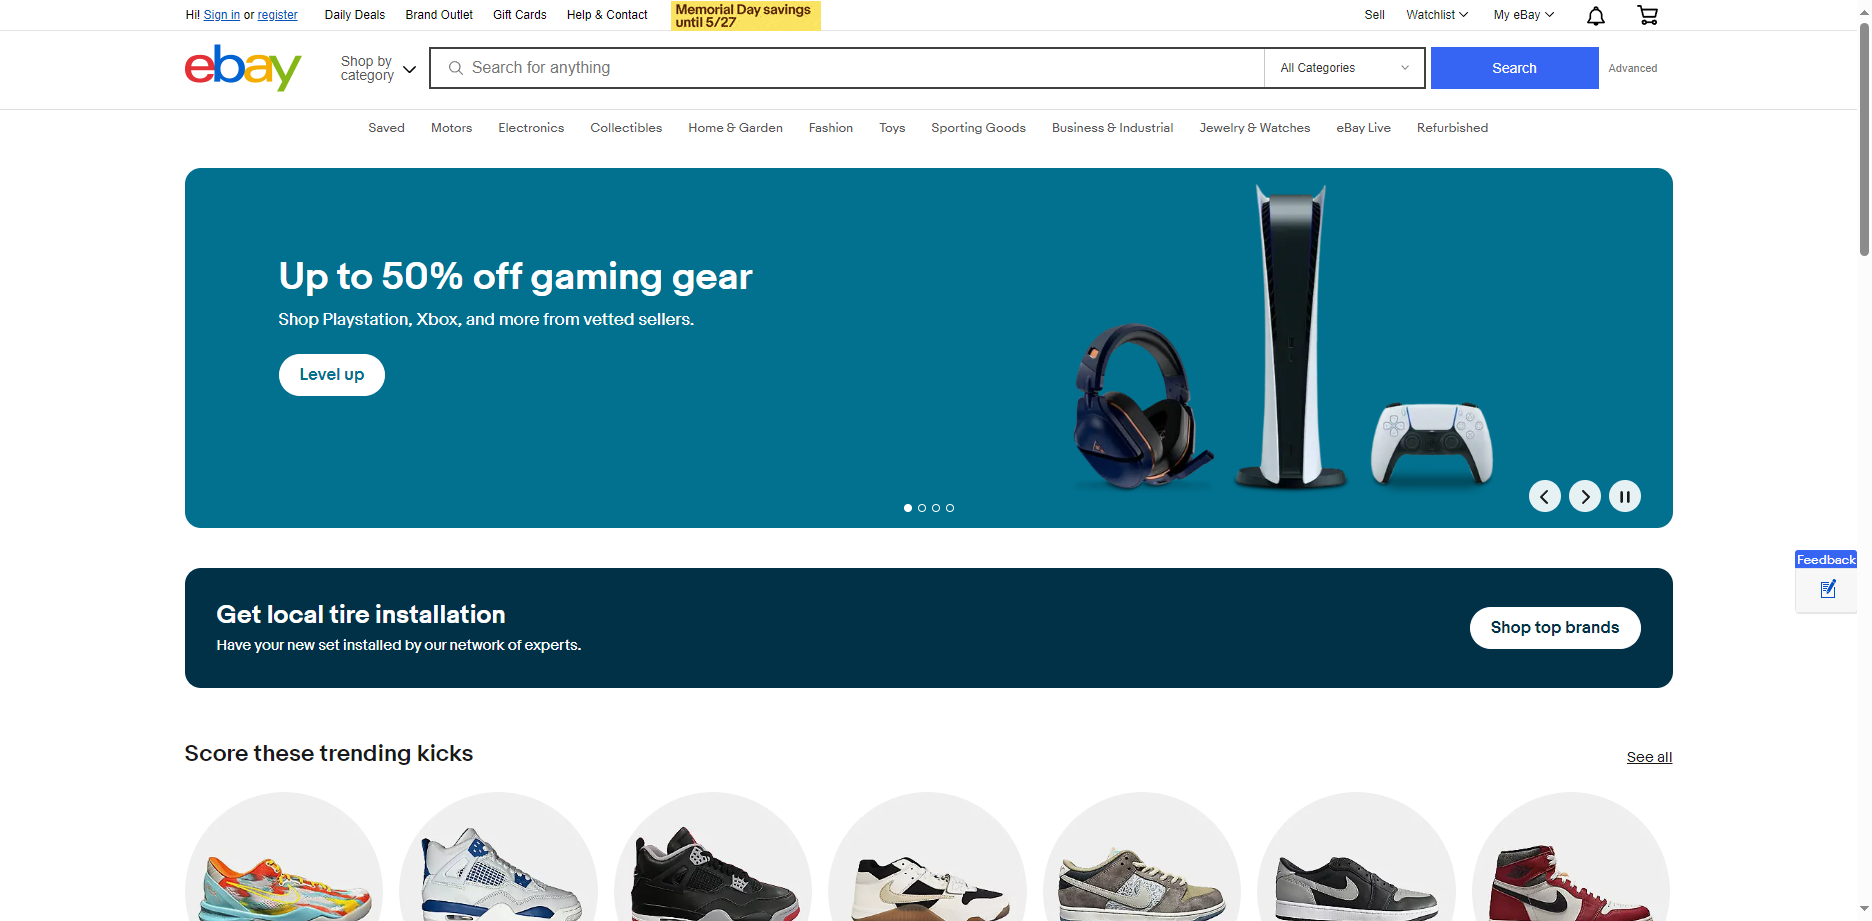 Hi! Sign in or register
Daily Deals
Brand Outlet
Gift Cards
Help & Contact
Memorial Day savings
until 5/27
Sell
Watchlist
My eBay
ebay
Shop by
category
Search for anything
All Categories
Search
Advanced
Saved
Motors
Electronics
Collectibles
Home & Garden
Fashion
Toys
Sporting Goods
Business & Industrial
Jewelry & Watches
eBay Live
Refurbished
Up to 50% off gaming gear
Shop Playstation, Xbox, and more from vetted sellers.
Level up
Feedback
Get local tire installation
Have your new set installed by our network of experts.
Shop top brands
Score these trending kicks
See all